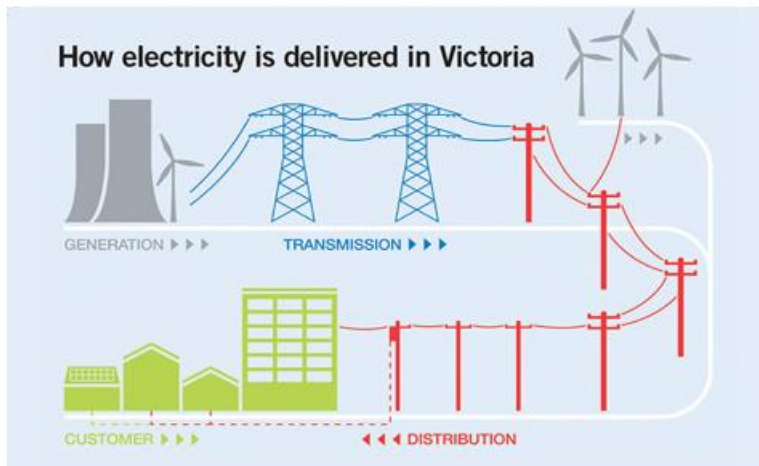 How electricity is delivered in Victoria
GENERATION
TRANSMISSION
CUSTOMER
DISTRIBUTION